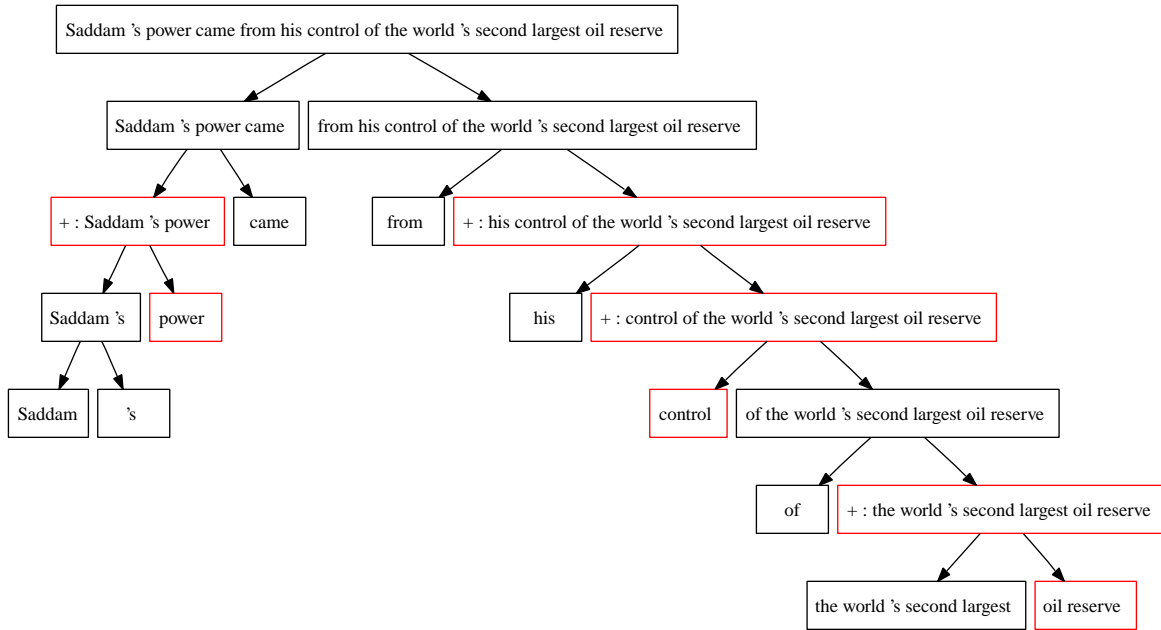 Saddam 's power came from his control of the world 's second largest oil reserve
Saddam 's power came
from his control of the world 's second largest oil reserve
+ : Saddam 's power
came
from
+ : his control of the world 's second largest oil reserve
Saddam 's
power
his
+ : control of the world 's second largest oil reserve
Saddam
's
control
of the world 's second largest oil reserve
of
+ : the world 's second largest oil reserve
the world 's second largest
oil reserve